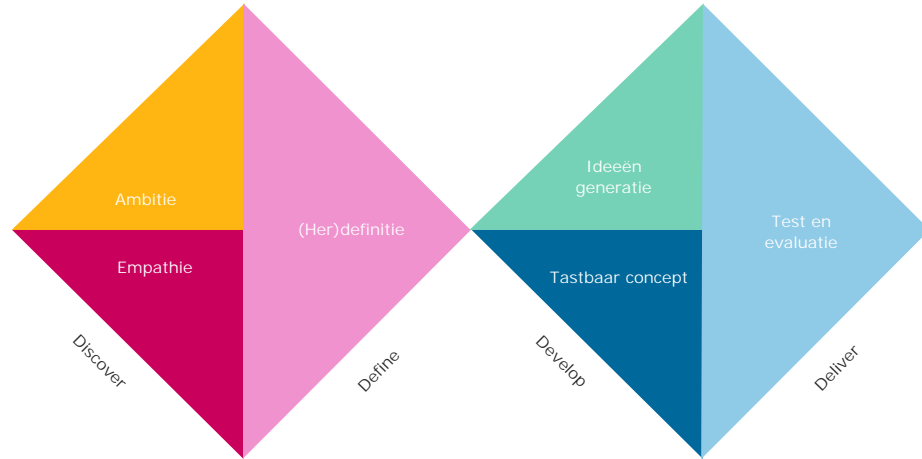 Ambitie
Empathie
(Her)definitie
Discover
Define
Ideeën
generatie
Tastbaar concept
Test en
evaluatie
Develop
Deliver